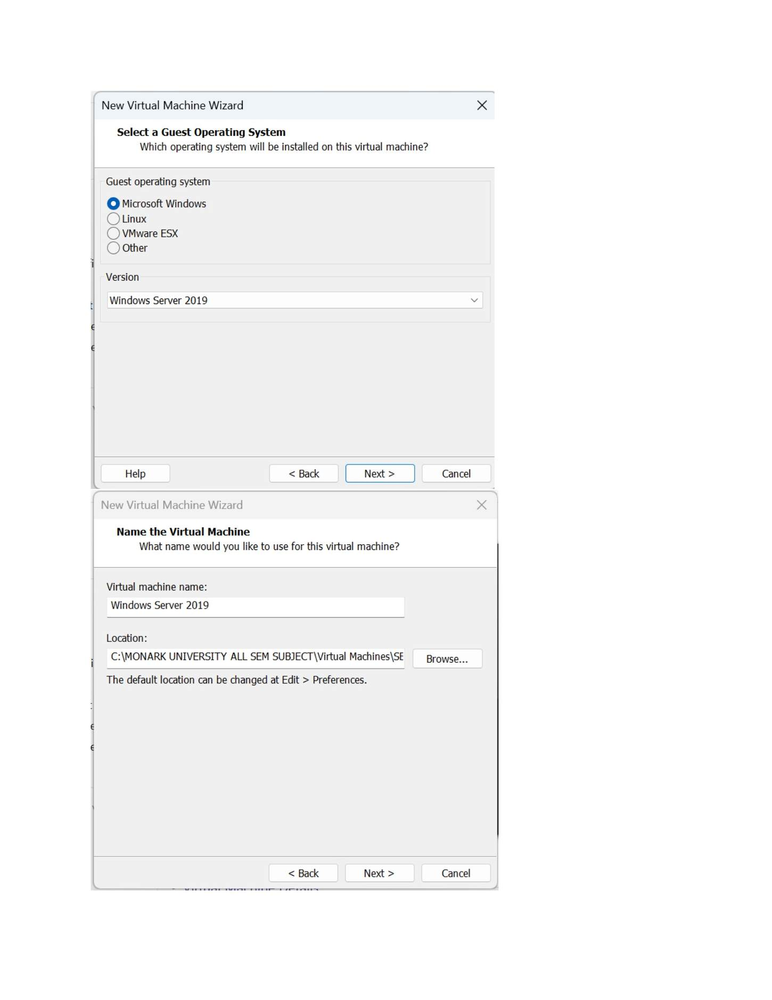 New Virtual Machine Wizard
Select a Guest Operating System
Which operating system will be installed on this virtual machine?
Guest operating system
Microsoft Windows
Linux
VMware ESX
Other
Version
Windows Server 2019
Help
< Back
Next >
Cancel
New Virtual Machine Wizard
Name the Virtual Machine
What name would you like to use for this virtual machine?
Virtual machine name:
Windows Server 2019
Location:
C:\MONARK UNIVERSITY ALL SEM SUBJECT\Virtual Machines\SE
Browse...
The default location can be changed at Edit > Preferences.
< Back
Next >
Cancel
Virtual Machine Details